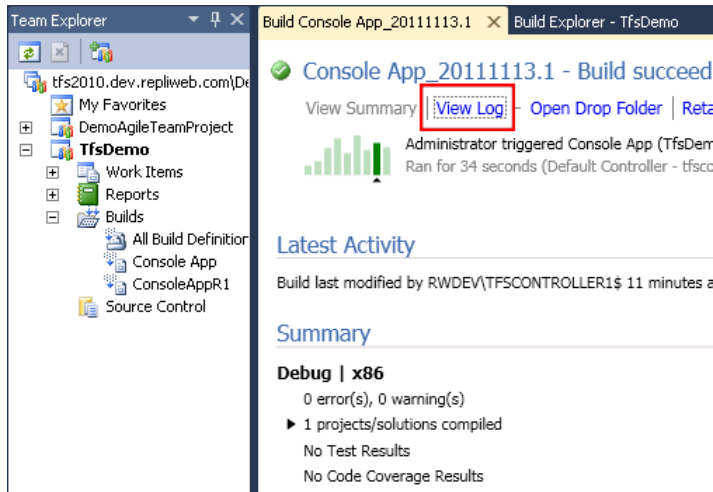 Team Explorer
Build Console App_20111113.1
Build Explorer - TfsDemo
tfs2010.dev.repliweb.com\De
My Favorites
DemoAgileTeamProject
TfsDemo
Work Items
Reports
Builds
All Build Definition
Console App
ConsoleAppR1
Source Control
Console App_20111113.1 - Build succeed
View Summary | View Log - Open Drop Folder | Reta
Administrator triggered Console App (TfsDem
Ran for 34 seconds (Default Controller - tfsco
Latest Activity
Build last modified by RWDEV\TFSCONTROLLER1$ 11 minutes a
Summary
Debug | x86
0 error(s), 0 warning(s)
1 projects/solutions compiled
No Test Results
No Code Coverage Results